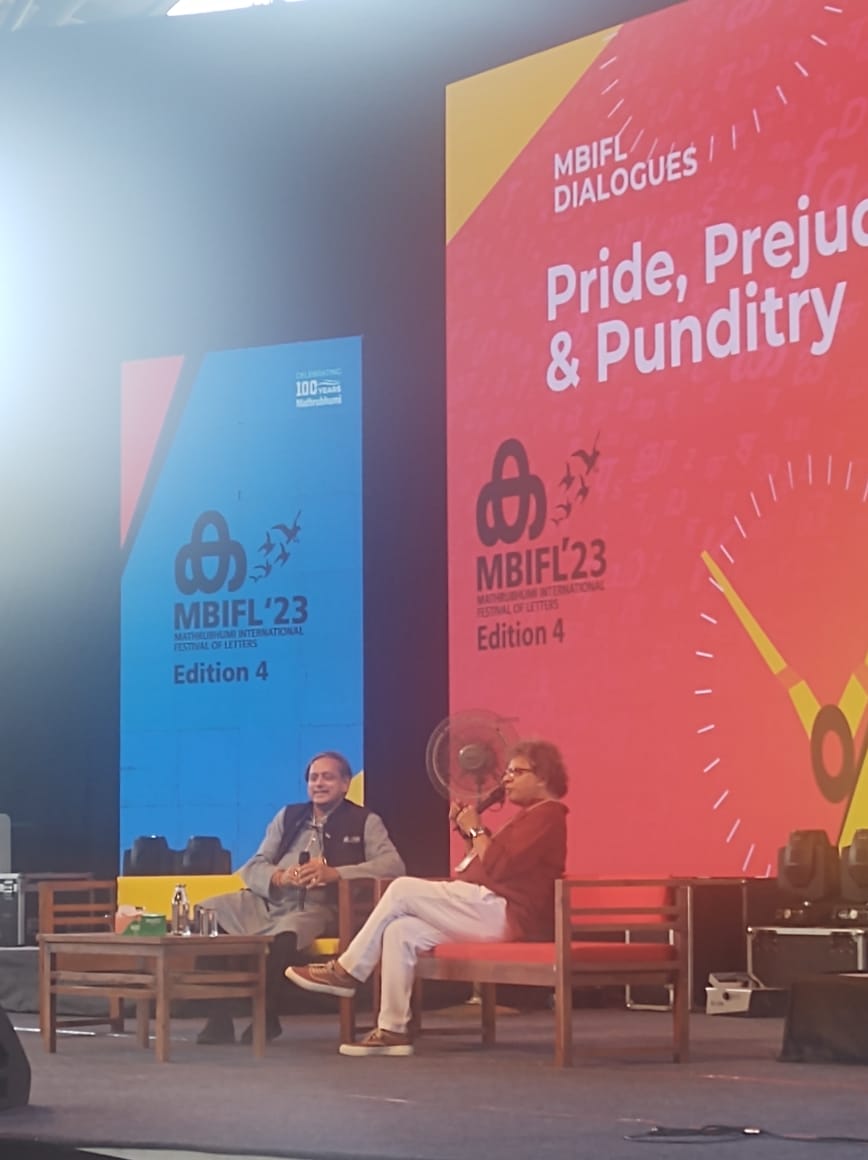 CELEBRATING
100 YEARS
Mathrubhumi
ക
MBIFL '23
MATHRUBHUMI INTERNATIONAL
FESTIVAL OF LETTERS
Edition 4
MBIFL
DIALOGUES
Pride, Prejud
& Punditry
ക
MBIFL'23
MATHRUBHUMI INTERNATIONAL
FESTIVAL OF LETTERS
Edition 4